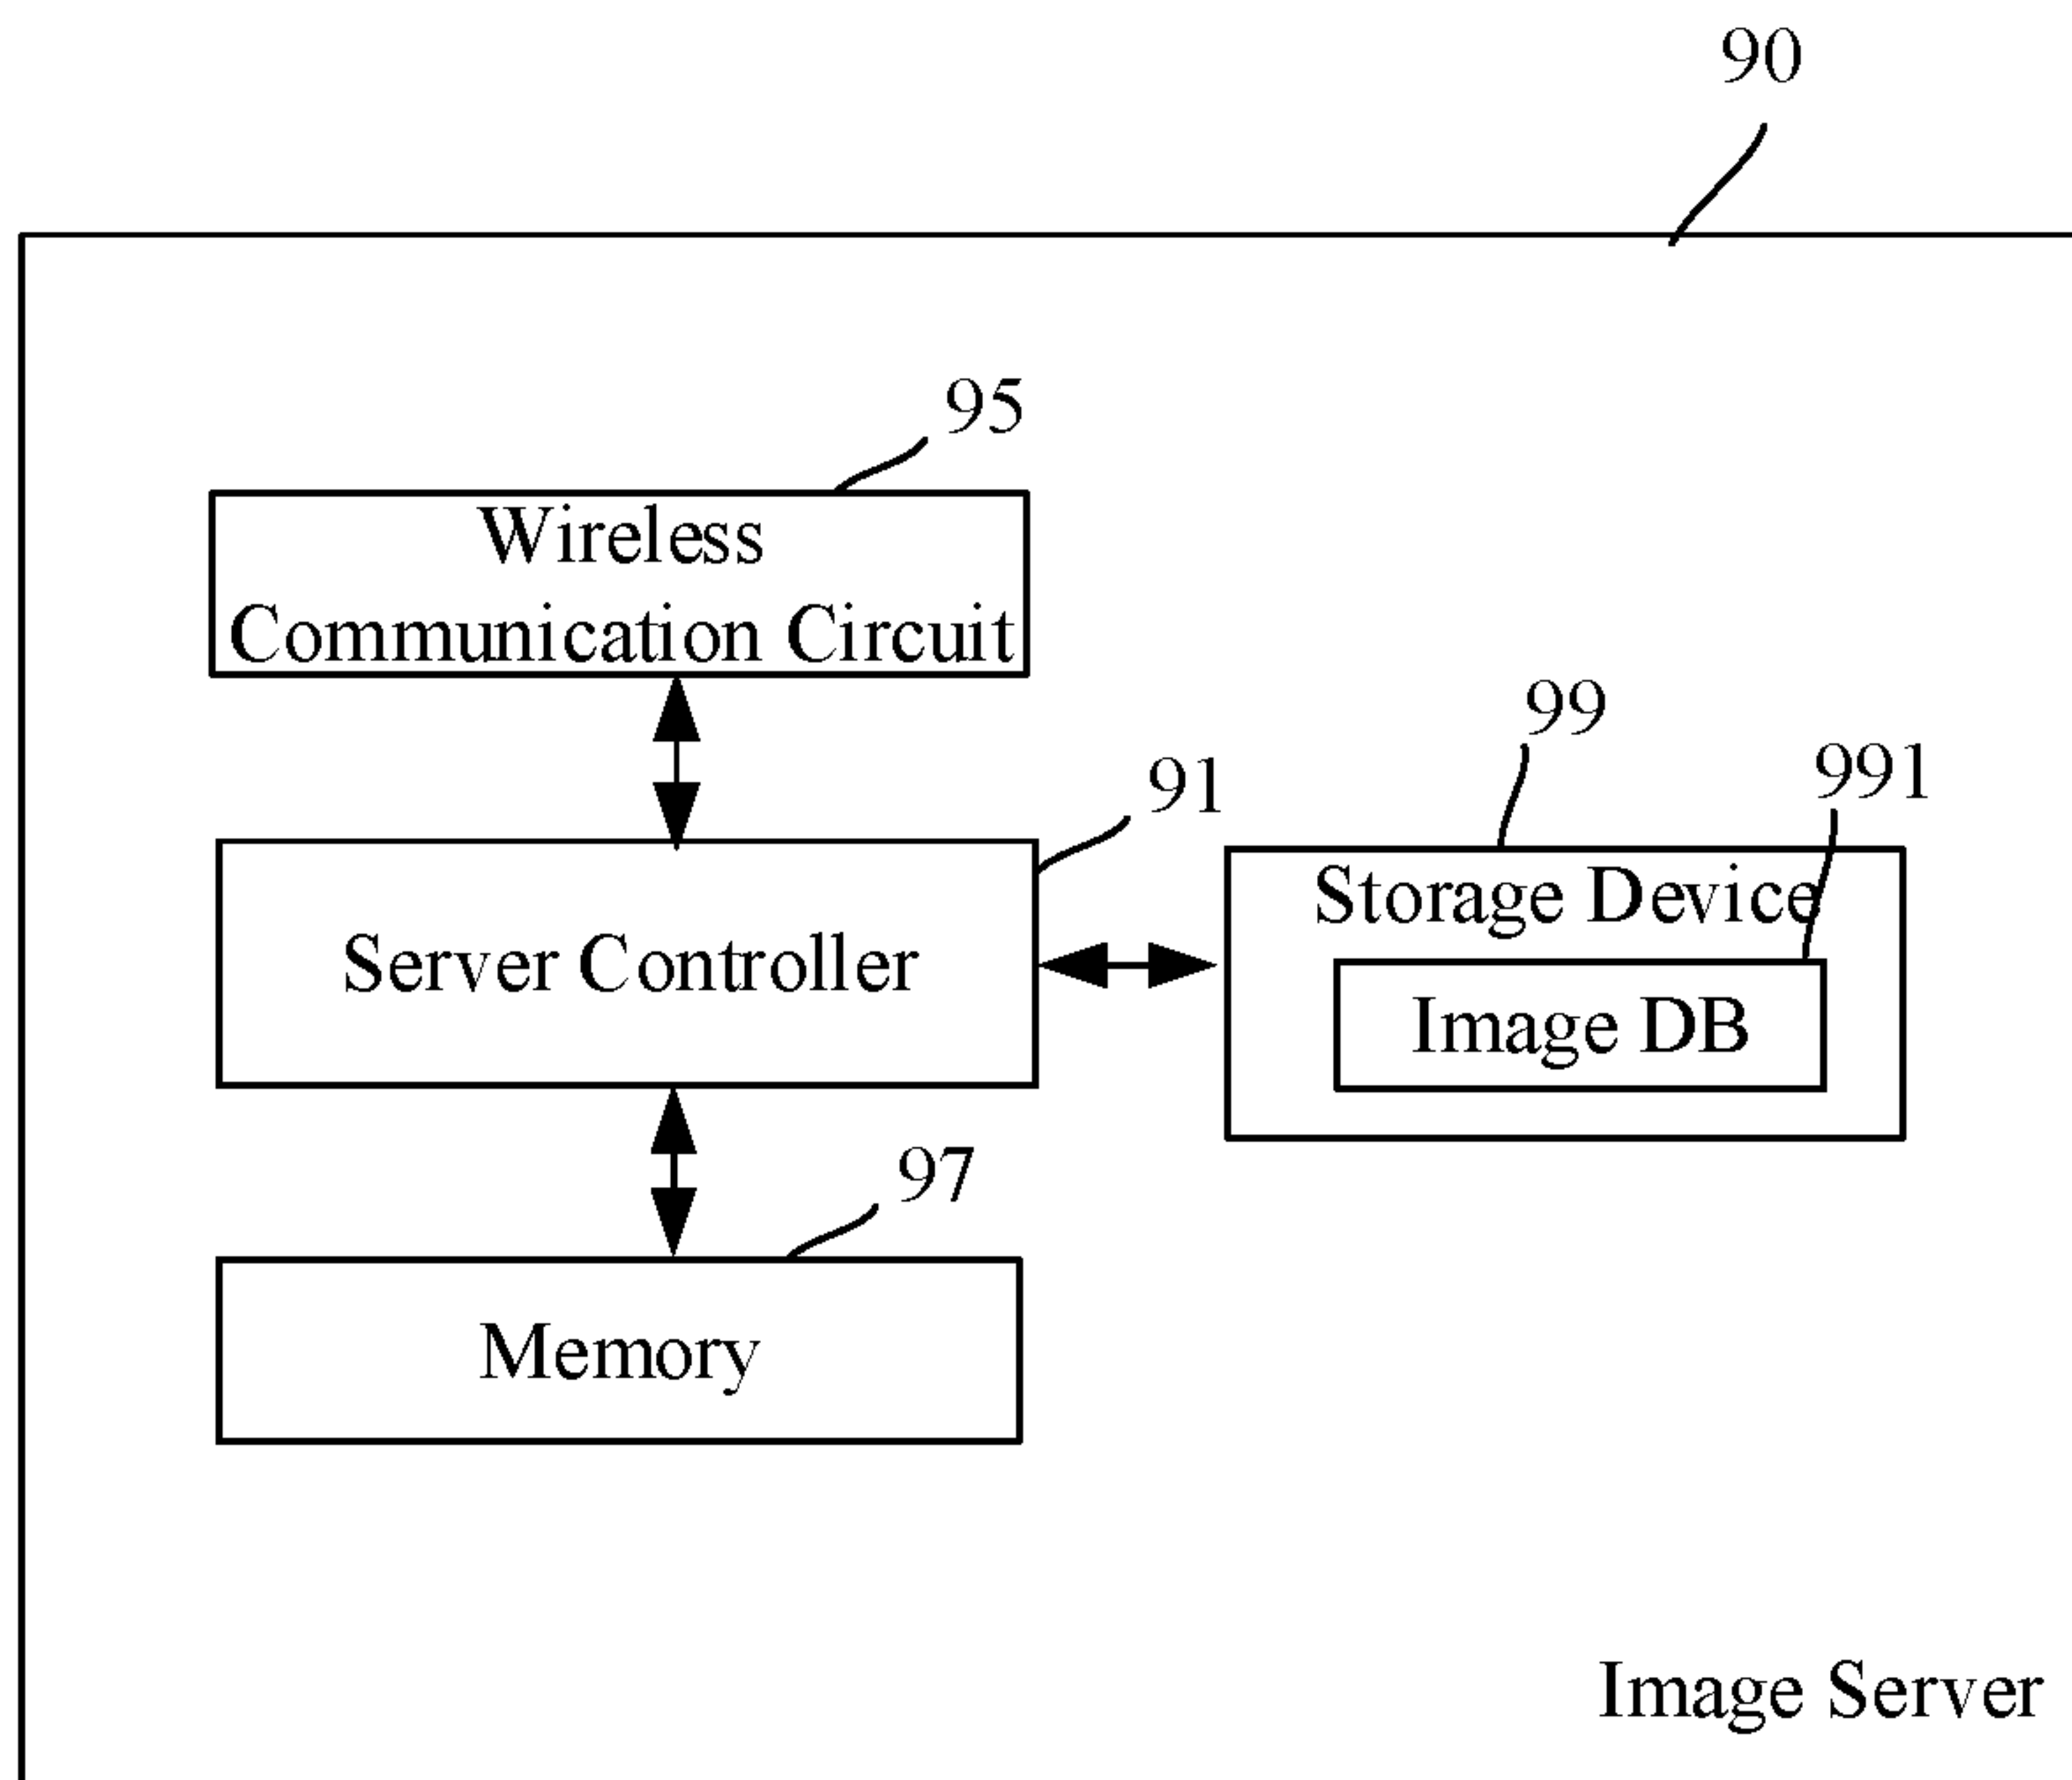 90
95
Wireless
Communication Circuit
99
991
91
Storage Device
Server Controller
Image DB
97
Memory
Image Server